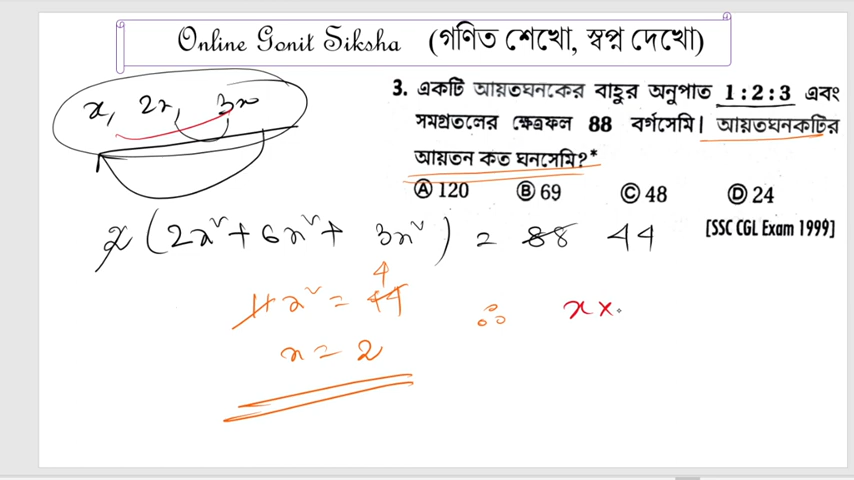 Online Gonit Siksha (গণিত শেখো, স্বপ্ন দেখো)
x, 2x, 3x
3. একটি আয়তঘনকের বাহুর অনুপাত 1:2:3 এবং
সমগ্রতলের ক্ষেত্রফল 88 বর্গসেমি। আয়তঘনকটির
আয়তন কত ঘনসেমি?*
Ⓐ 120 Ⓑ 69 Ⓒ 48 Ⓓ 24
[SSC CGL Exam 1999]
2 (2x² + 6x² + 3x²) = 88 44
4
11x² = 44
x = 2
∴ x ×